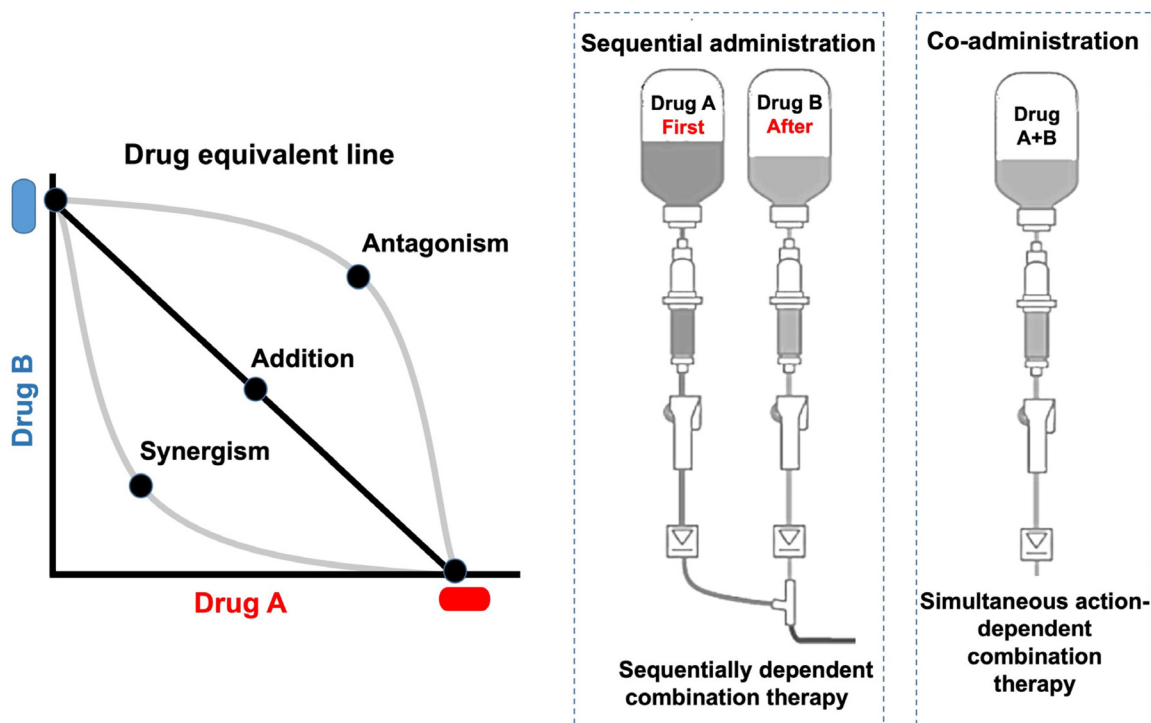 Drug equivalent line
Antagonism
Addition
Synergism
Drug B
Drug A
Sequential administration
Drug A
First
Drug B
After
Sequentially dependent
combination therapy
Co-administration
Drug
A+B
Simultaneous action-
dependent
combination
therapy